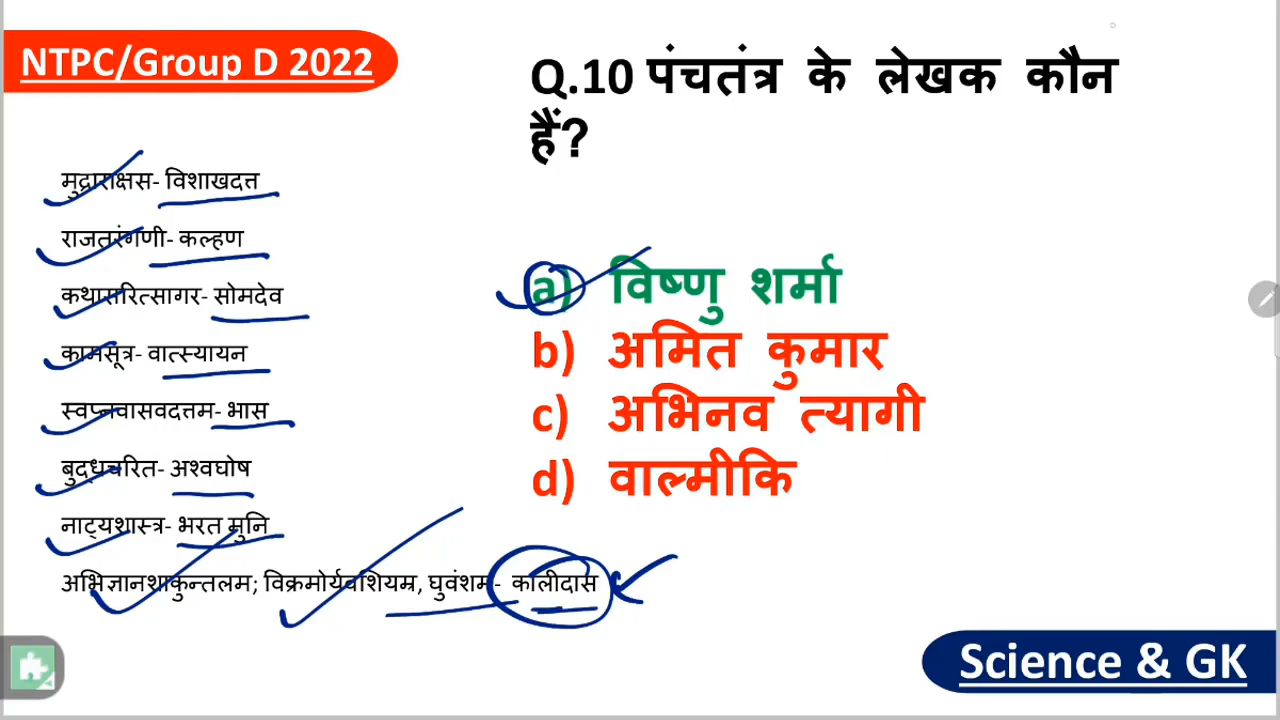 NTPC/Group D 2022
Q.10 पंचतंत्र के लेखक कौन
हैं?
मुद्राराक्षस- विशाखदत्त
राजतरंगणी- कल्हण
कथासरित्सागर- सोमदेव
कामसूत्र- वात्स्यायन
स्वप्नवासवदत्तम- भास
बुद्धचरित- अश्वघोष
नाट्यशास्त्र- भरत मुनि
अभिज्ञानशाकुन्तलम; विक्रमोर्यवशियम्र, घुवंशम- कालीदास
a) विष्णु शर्मा
b) अमित कुमार
c) अभिनव त्यागी
d) वाल्मीकि
Science & GK